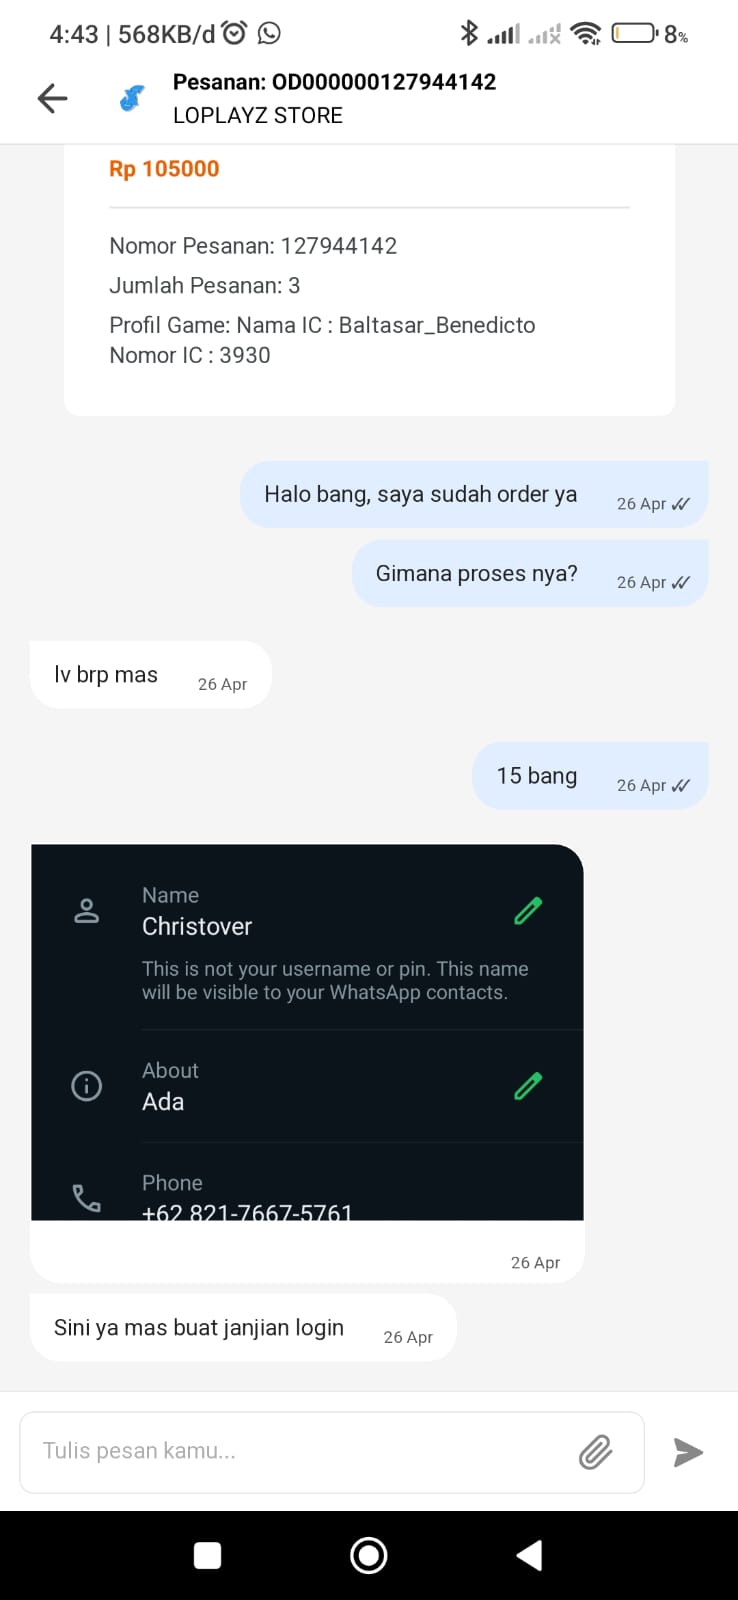 4:43 | 568KB/d
8%
Pesanan: OD000000127944142
LOPLAYZ STORE
Rp 105000
Nomor Pesanan: 127944142
Jumlah Pesanan: 3
Profil Game: Nama IC : Baltasar_Benedicto
Nomor IC : 3930
Halo bang, saya sudah order ya
26 Apr
Gimana proses nya?
26 Apr
lv brp mas
26 Apr
15 bang
26 Apr
Name
Christover
This is not your username or pin. This name
will be visible to your WhatsApp contacts.
About
Ada
Phone
+62 821-7667-5761
26 Apr
Sini ya mas buat janjian login
26 Apr
Tulis pesan kamu...